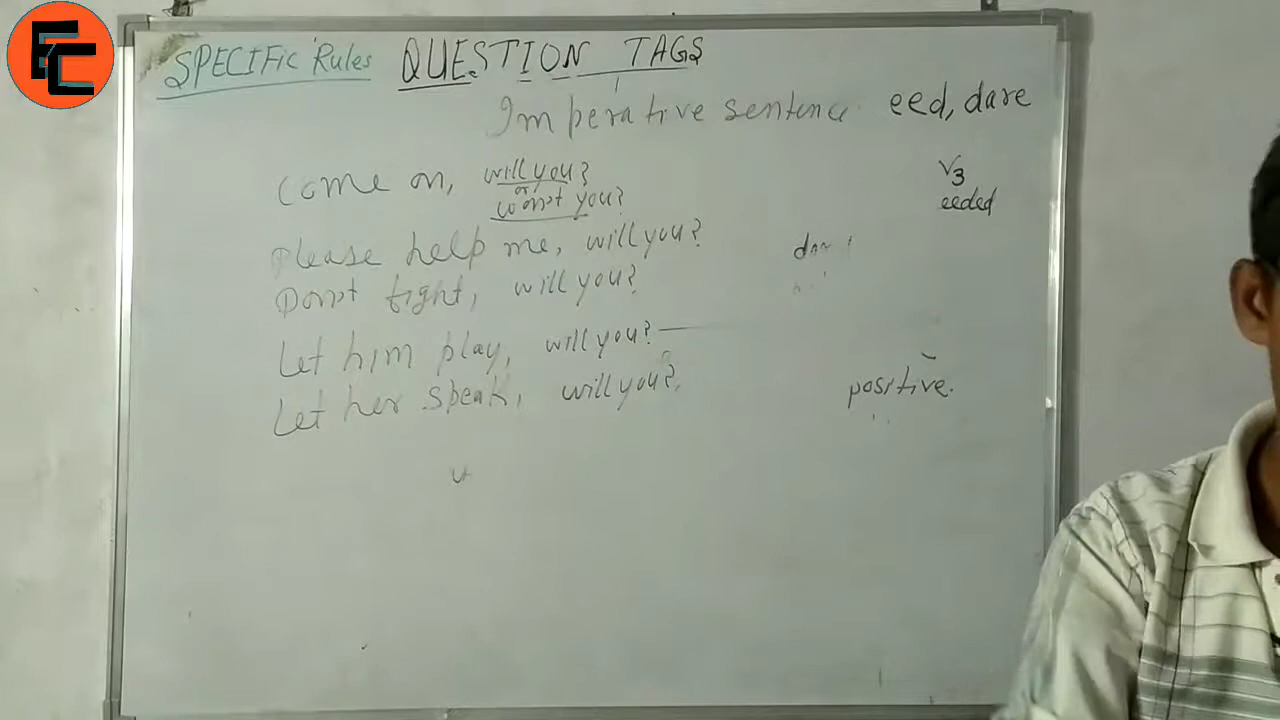 EC
SPECIFIC Rules QUESTION TAGS
Imperative sentence eed, dare
Come on, will you?
or
won't you?
V3
eeded
Please help me, will you?
Don't fight, will you?
Let him play, will you?
Let her speak, will you?
positive.